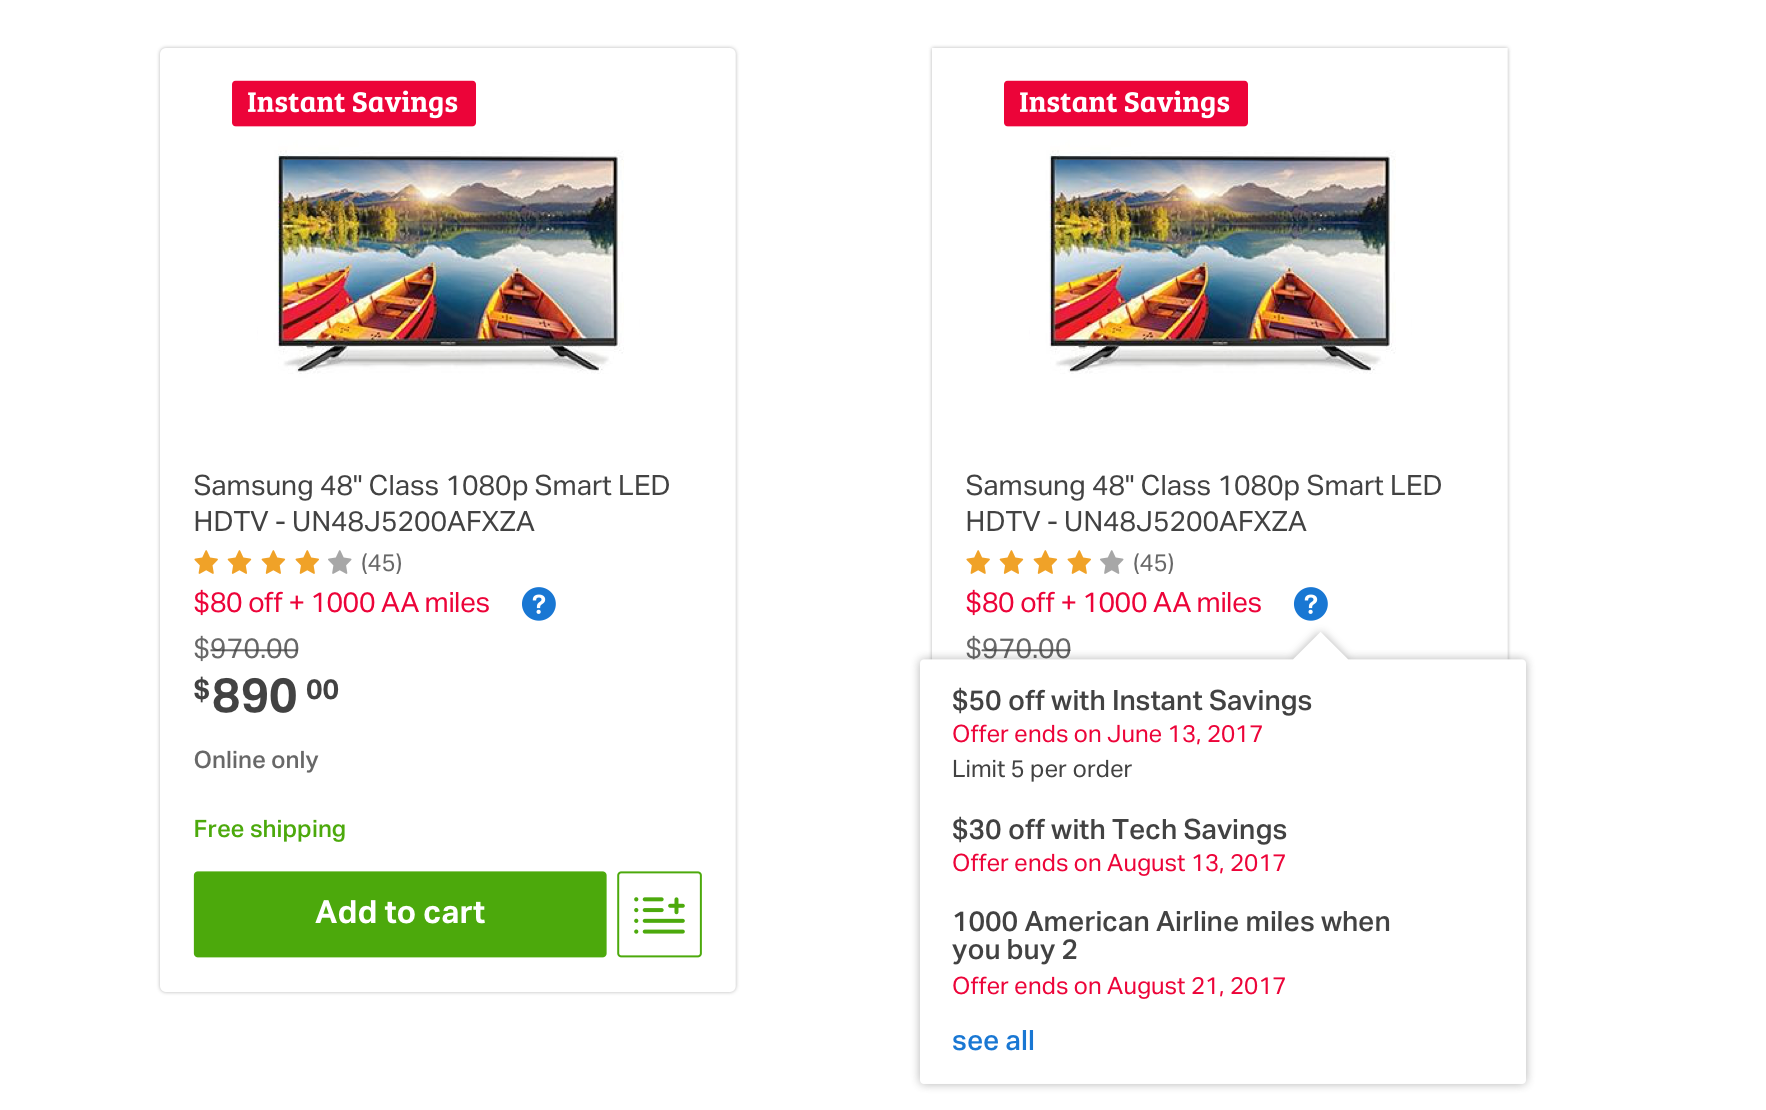 Instant Savings
Samsung 48" Class 1080p Smart LED
HDTV - UN48J5200AFXZA
(45)
$80 off + 1000 AA miles ?
$970.00
$890 00
Online only
Free shipping
Add to cart
Instant Savings
Samsung 48" Class 1080p Smart LED
HDTV - UN48J5200AFXZA
(45)
$80 off + 1000 AA miles ?
$970.00
$50 off with Instant Savings
Offer ends on June 13, 2017
Limit 5 per order
$30 off with Tech Savings
Offer ends on August 13, 2017
1000 American Airline miles when
you buy 2
Offer ends on August 21, 2017
see all